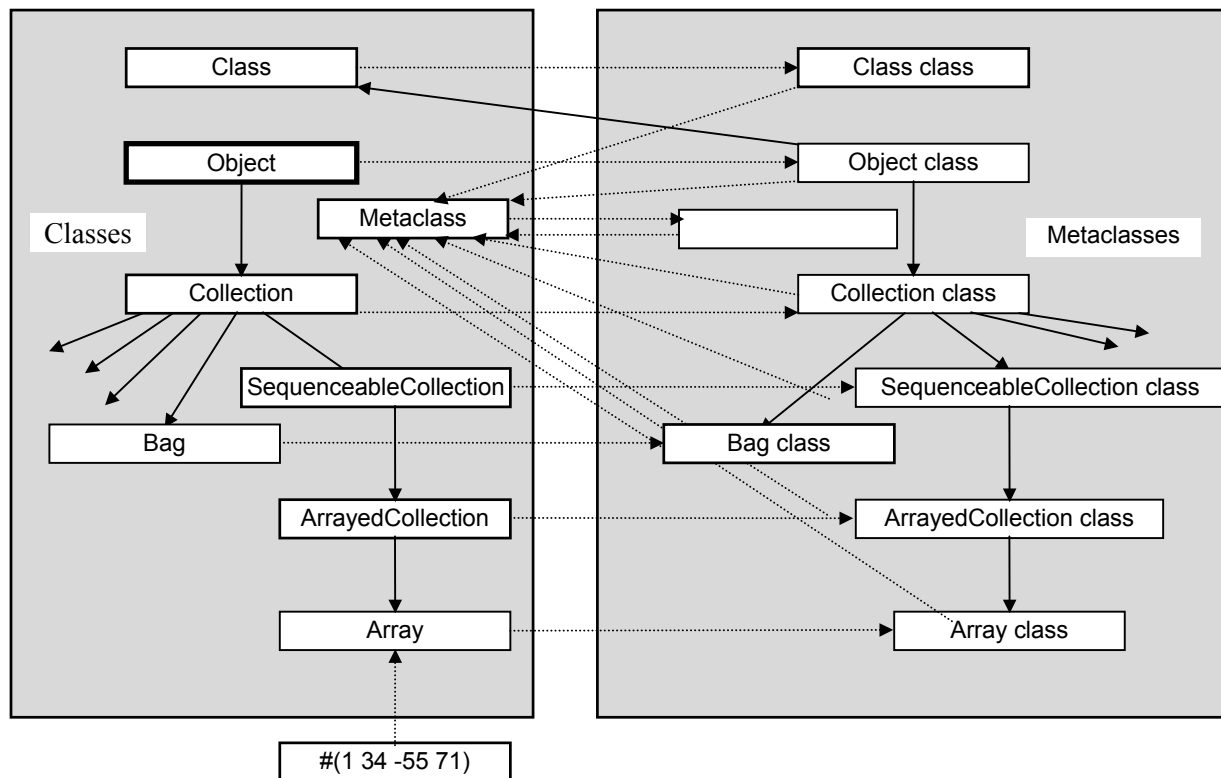 Class
Class class
Object
Object class
Metaclass
Classes
Metaclasses
Collection
Collection class
SequenceableCollection
SequenceableCollection class
Bag
Bag class
ArrayedCollection
ArrayedCollection class
Array
Array class
#(1 34 -55 71)